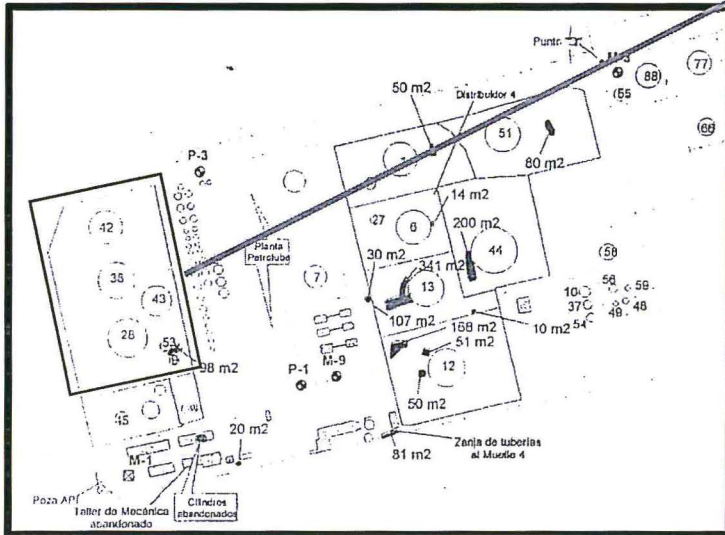 Punto
M-3
77
88
55
50 m2
Distribuidor 4
51
66
80 m2
P-3
42
27
6
14 m2
200 m2
44
Planta
Petrolube
38
43
7
30 m2
341 m2
13
58
56
59
10
37
48
49
54
28
53
98 m2
107 m2
168 m2
10 m2
51 m2
12
P-1
M-9
50 m2
45
20 m2
81 m2
Zanja de tuberías
al Muelle 4
M-1
Poza API
Taller de Mecánica
abandonado
Cilindros
abandonados